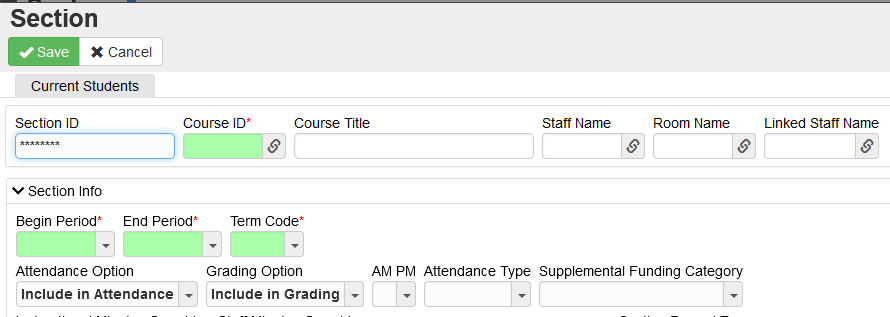 Section
Save Cancel
Current Students
Section ID Course ID* Course Title Staff Name Room Name Linked Staff Name
********
Section Info
Begin Period* End Period* Term Code*
Attendance Option Grading Option AM PM Attendance Type Supplemental Funding Category
Include in Attendance Include in Grading